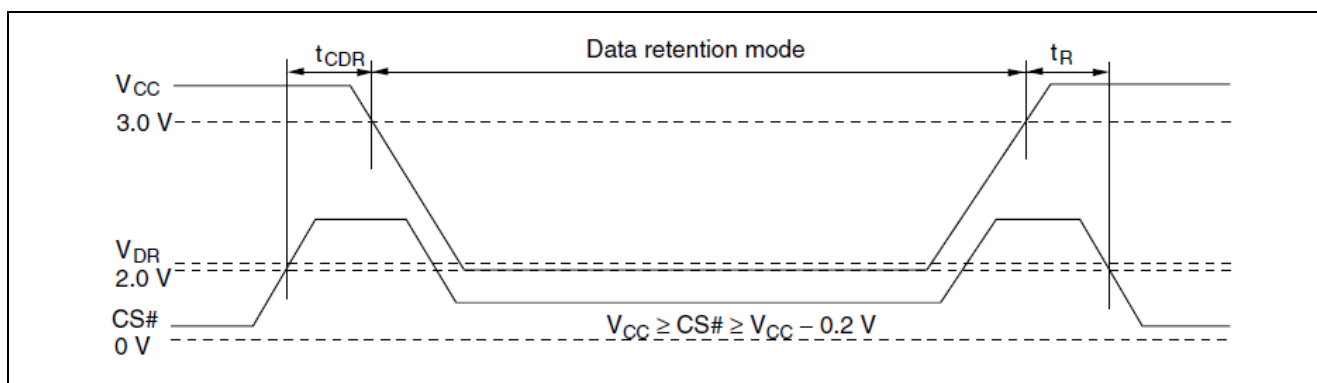 tCDR
Data retention mode
tR
VCC
3.0 V
VDR
2.0 V
CS#
VCC ≥ CS# ≥ VCC – 0.2 V
0 V